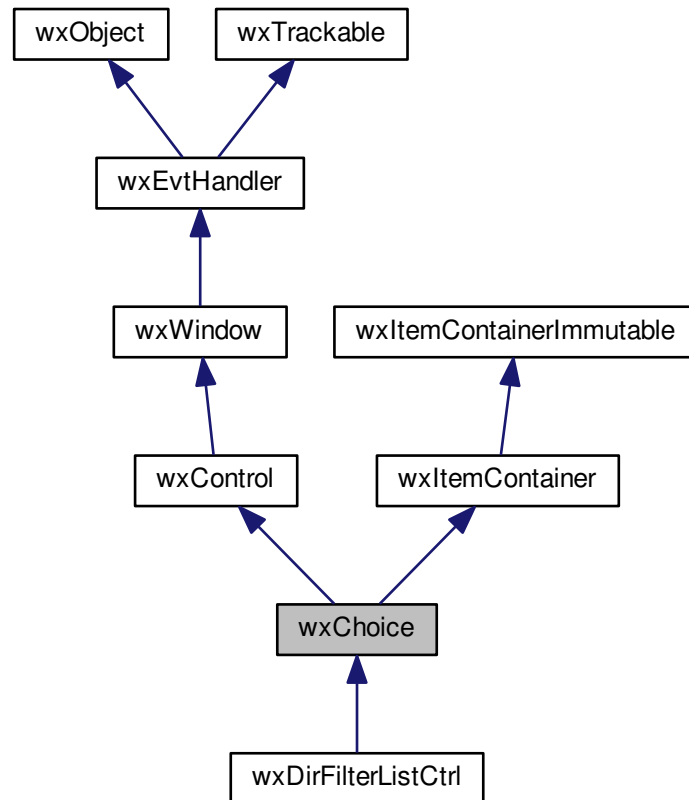 wxObject
wxTrackable
wxEvtHandler
wxWindow
wxItemContainerImmutable
wxControl
wxItemContainer
wxChoice
wxDirFilterListCtrl